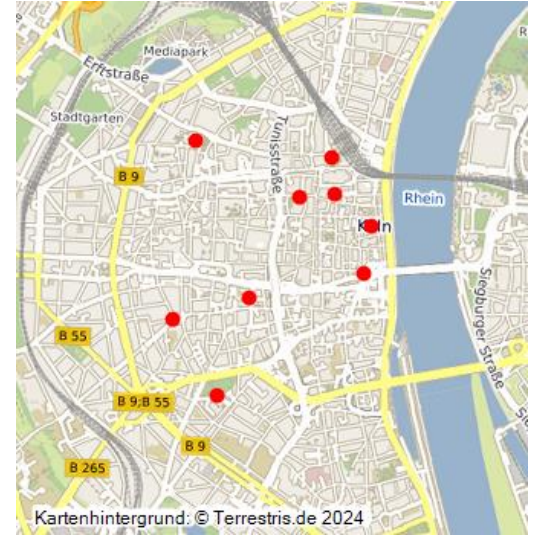 Mediapark
Erftstraße
Stadtgarten
Tunisstraße
B 9
Rhein
Köln
Siegburger Straße
B 55
B 9;B 55
B 9
B 265
Kartenhintergrund: © Terrestris.de 2024